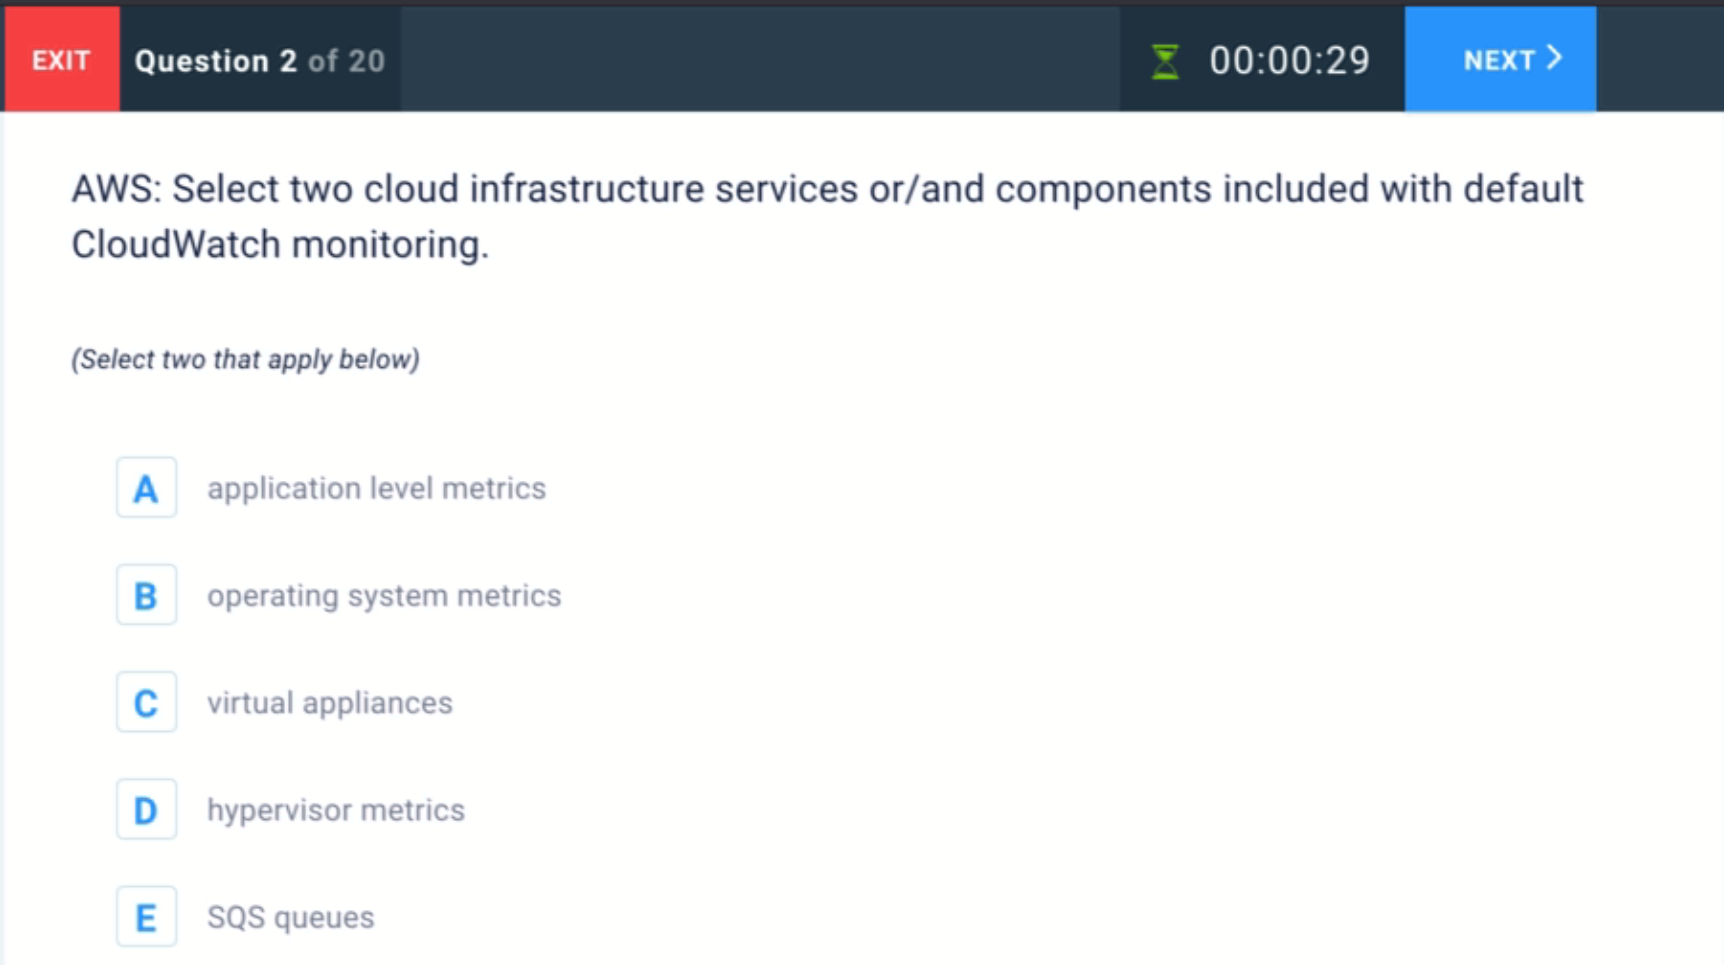 EXIT Question 2 of 20 00:00:29 NEXT >
AWS: Select two cloud infrastructure services or/and components included with default
CloudWatch monitoring.
(Select two that apply below)
A application level metrics
B operating system metrics
C virtual appliances
D hypervisor metrics
E SQS queues